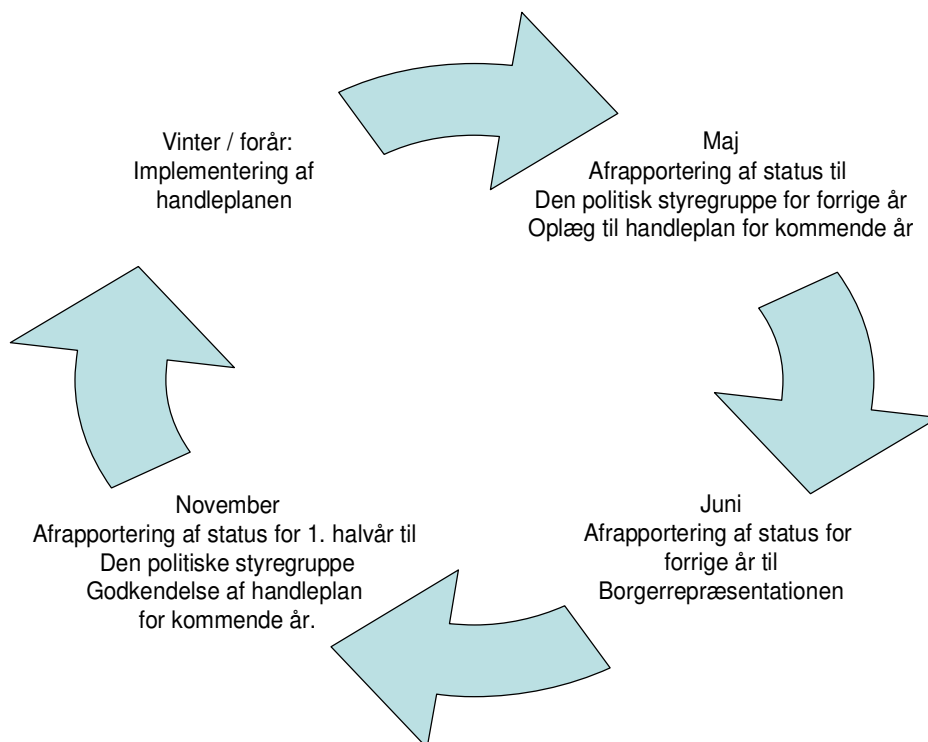 Vinter / forår:
Implementering af
handleplanen
Maj
Afrapportering af status til
Den politisk styregruppe for forrige år
Oplæg til handleplan for kommende år
Juni
Afrapportering af status for
forrige år til
Borgerrepræsentationen
November
Afrapportering af status for 1. halvår til
Den politiske styregruppe
Godkendelse af handleplan
for kommende år.